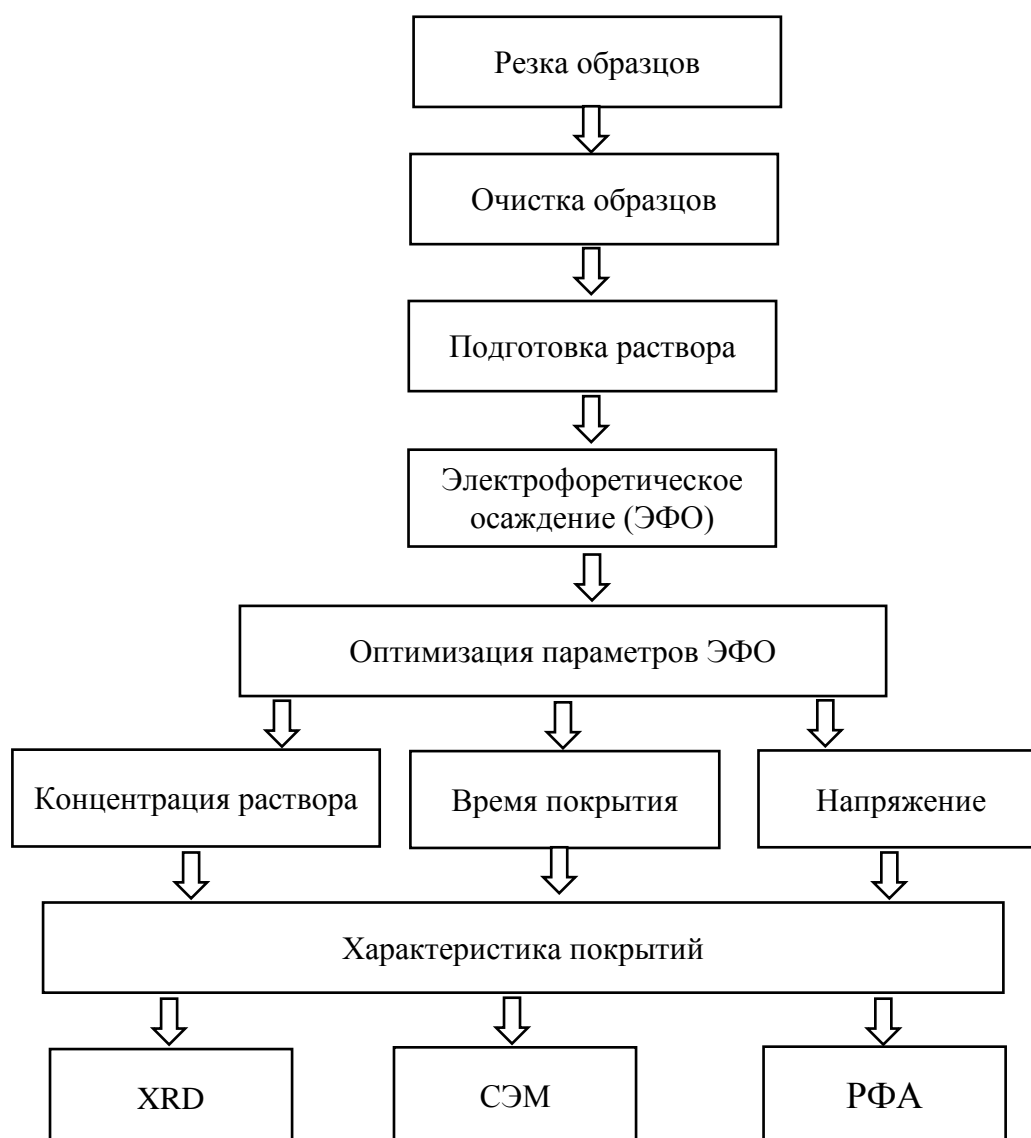 Резка образцов
Очистка образцов
Подготовка раствора
Электрофоретическое
осаждение (ЭФО)
Оптимизация параметров ЭФО
Концентрация раствора
Время покрытия
Напряжение
Характеристика покрытий
XRD
СЭМ
РФА